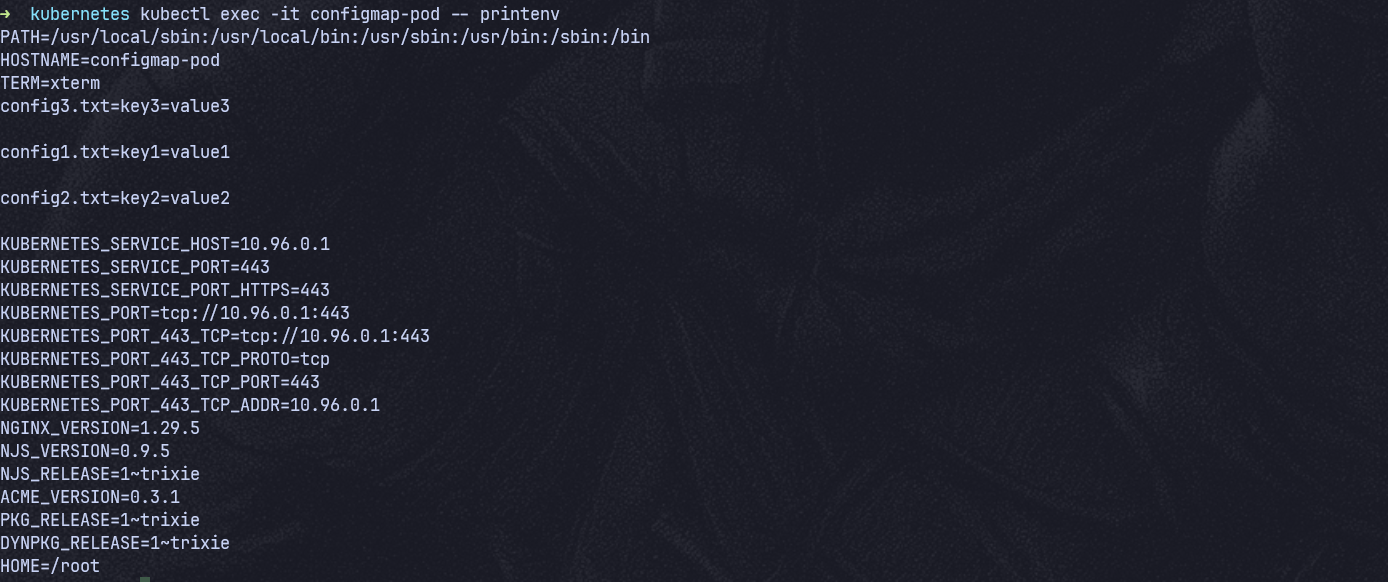 → kubernetes kubectl exec -it configmap-pod -- printenv
PATH=/usr/local/sbin:/usr/local/bin:/usr/sbin:/usr/bin:/sbin:/bin
HOSTNAME=configmap-pod
TERM=xterm
config3.txt=key3=value3

config1.txt=key1=value1

config2.txt=key2=value2

KUBERNETES_SERVICE_HOST=10.96.0.1
KUBERNETES_SERVICE_PORT=443
KUBERNETES_SERVICE_PORT_HTTPS=443
KUBERNETES_PORT=tcp://10.96.0.1:443
KUBERNETES_PORT_443_TCP=tcp://10.96.0.1:443
KUBERNETES_PORT_443_TCP_PROTO=tcp
KUBERNETES_PORT_443_TCP_PORT=443
KUBERNETES_PORT_443_TCP_ADDR=10.96.0.1
NGINX_VERSION=1.29.5
NJS_VERSION=0.9.5
NJS_RELEASE=1~trixie
ACME_VERSION=0.3.1
PKG_RELEASE=1~trixie
DYNPKG_RELEASE=1~trixie
HOME=/root